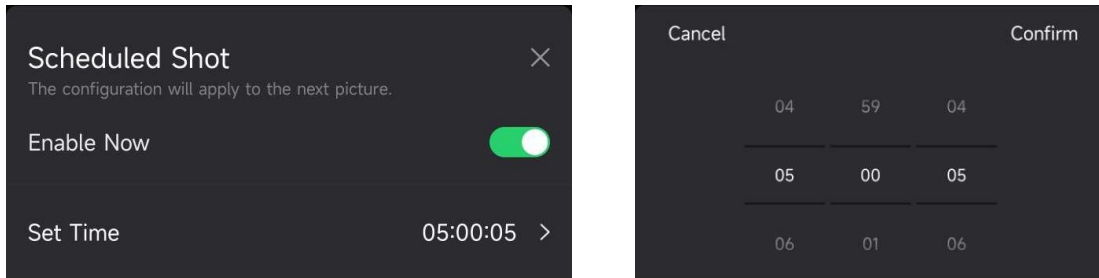 Scheduled Shot
The configuration will apply to the next picture.
Enable Now
Set Time 05:00:05 >
Cancel Confirm
04 59 04
05 00 05
06 01 06